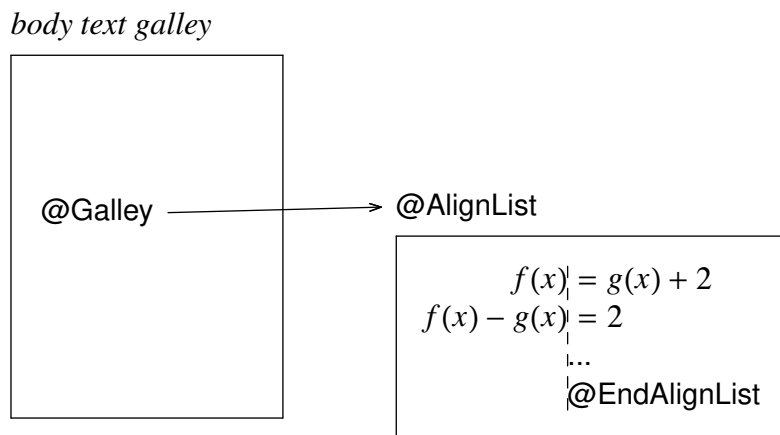 body text galley
@Galley
@AlignList
f(x) = g(x) + 2
f(x) − g(x) = 2
...
@EndAlignList